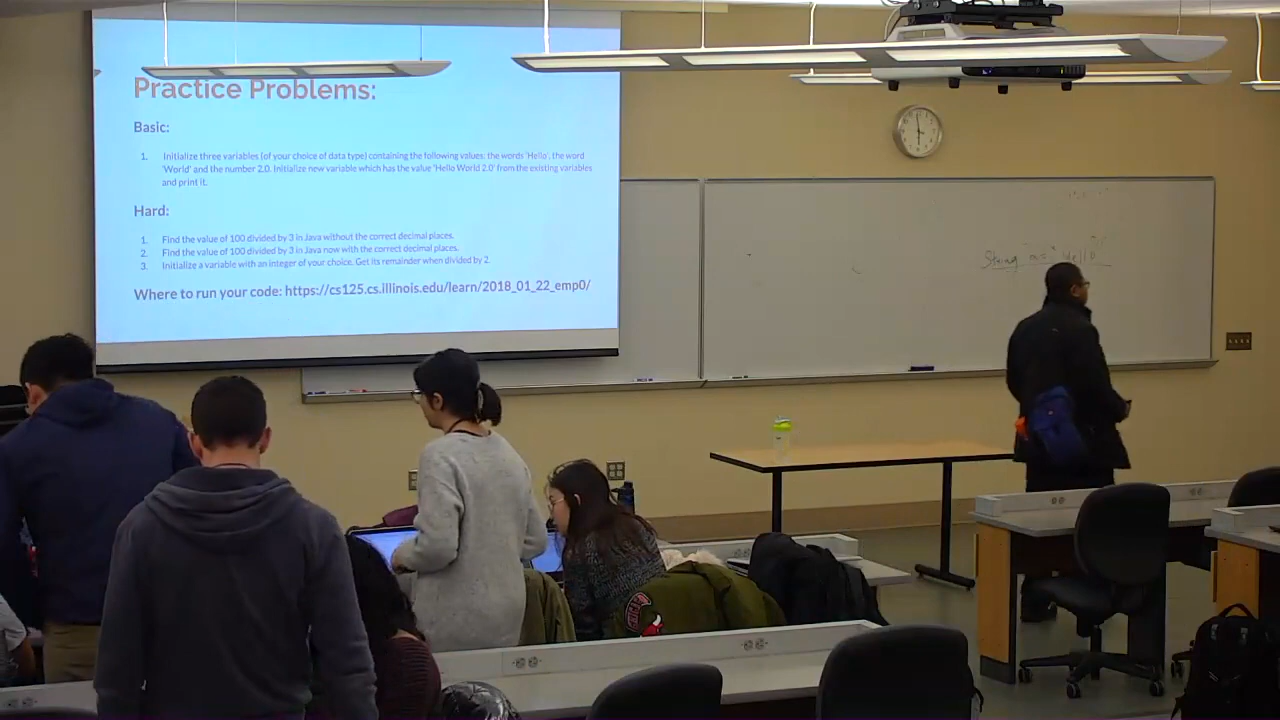 Practice Problems:
Basic:
1. Initialize three variables (of your choice of data type) containing the following values: the words 'Hello', the word
'World' and the number 2.0. Initialize new variable which has the value 'Hello World 2.0' from the existing variables
and print it.
Hard:
1. Find the value of 100 divided by 3 in Java without the correct decimal places.
2. Find the value of 100 divided by 3 in Java now with the correct decimal places.
3. Initialize a variable with an integer of your choice. Get its remainder when divided by 2.
Where to run your code: https://cs125.cs.illinois.edu/learn/2018_01_22_emp0/
String a= "Hello"